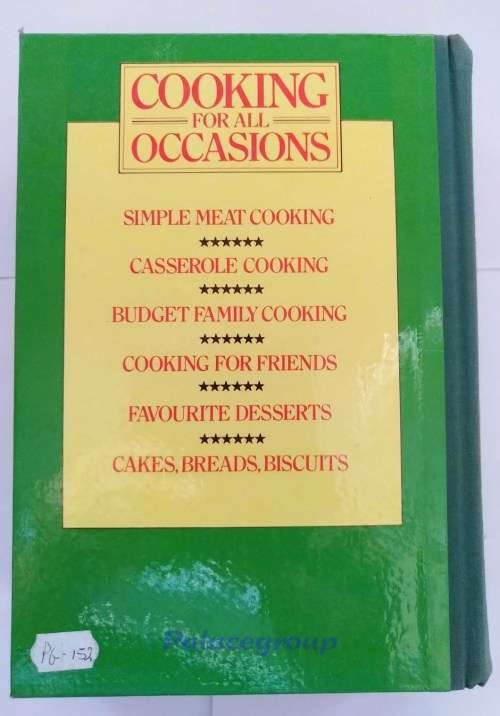 COOKING
FOR ALL
OCCASIONS
SIMPLE MEAT COOKING
★★★★★★
CASSEROLE COOKING
★★★★★★
BUDGET FAMILY COOKING
★★★★★★
COOKING FOR FRIENDS
★★★★★★
FAVOURITE DESSERTS
★★★★★★
CAKES, BREADS, BISCUITS
Palacegroup
PG-152